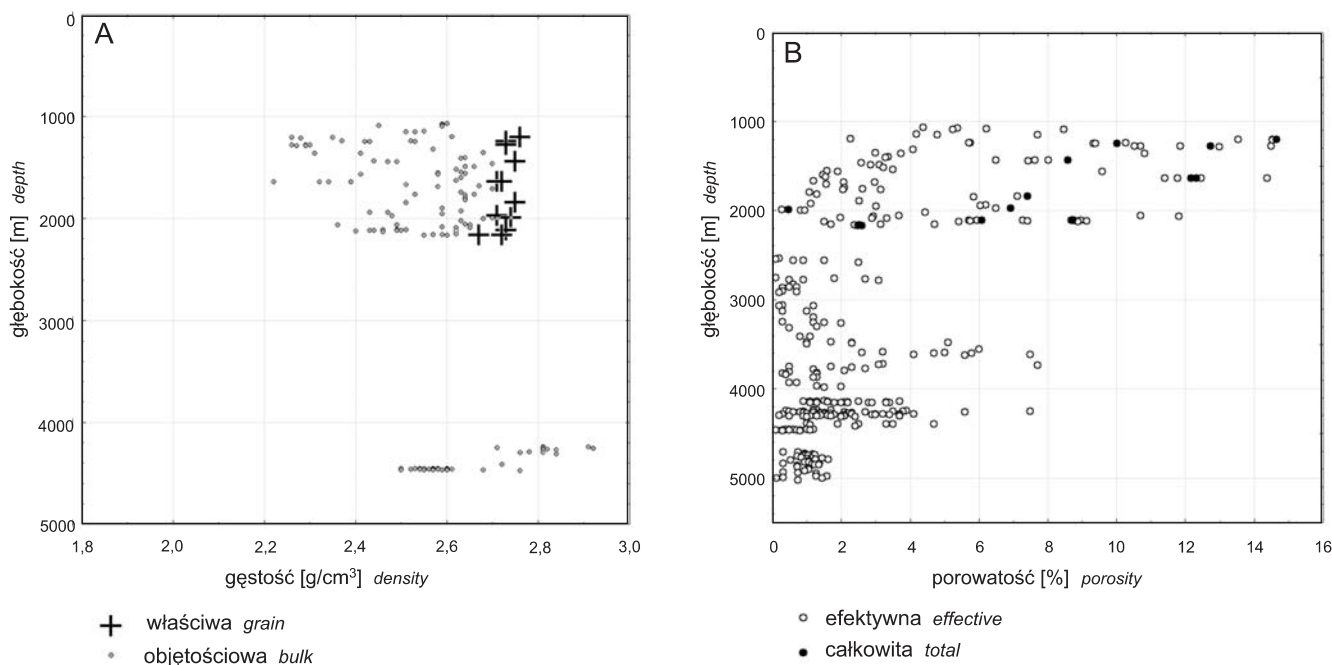 A
0
1000
2000
3000
4000
5000
głębokość [m] depth
1,8
2,0
2,2
2,4
2,6
2,8
3,0
gęstość [g/cm³] density
właściwa grain
objętościowa bulk
B
0
1000
2000
3000
4000
5000
głębokość [m] depth
0
2
4
6
8
10
12
14
16
porowatość [%] porosity
efektywna effective
całkowita total